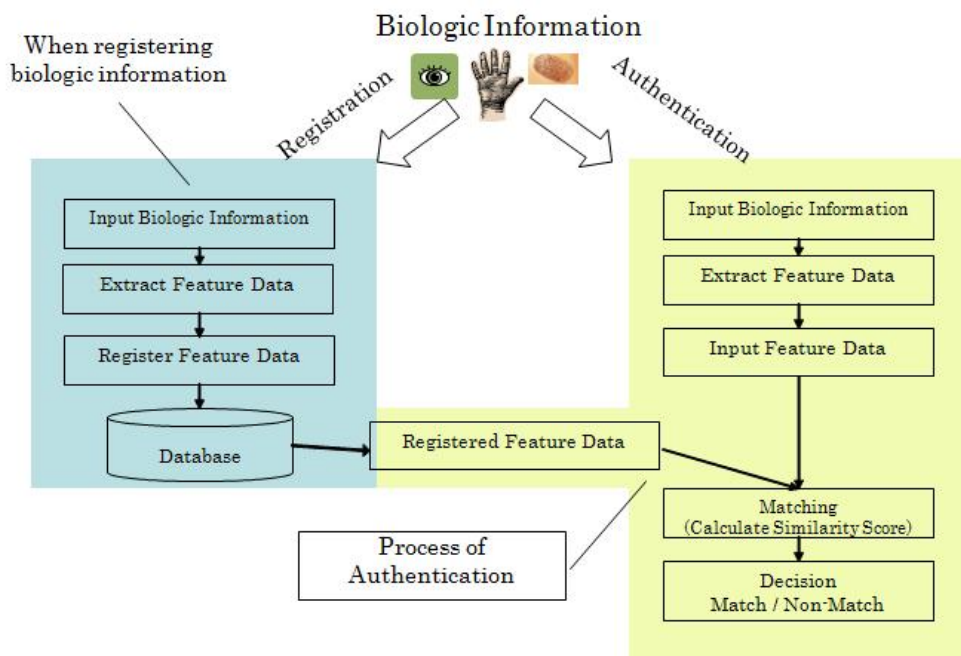 Biologic Information
When registering
biologic information
Registration
Authentication
Input Biologic Information
Extract Feature Data
Register Feature Data
Database
Registered Feature Data
Process of
Authentication
Input Biologic Information
Extract Feature Data
Input Feature Data
Matching
(Calculate Similarity Score)
Decision
Match / Non-Match